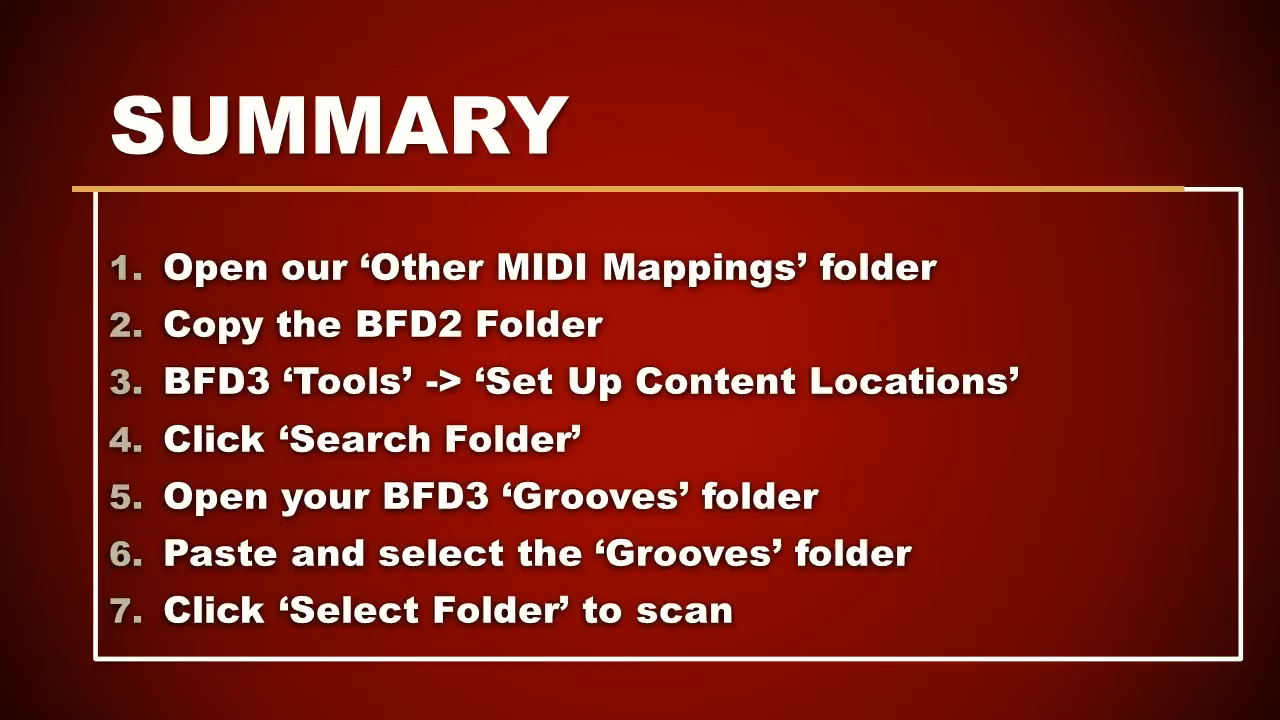 SUMMARY
1. Open our ‘Other MIDI Mappings’ folder
2. Copy the BFD2 Folder
3. BFD3 ‘Tools’ -> ‘Set Up Content Locations’
4. Click ‘Search Folder’
5. Open your BFD3 ‘Grooves’ folder
6. Paste and select the ‘Grooves’ folder
7. Click ‘Select Folder’ to scan